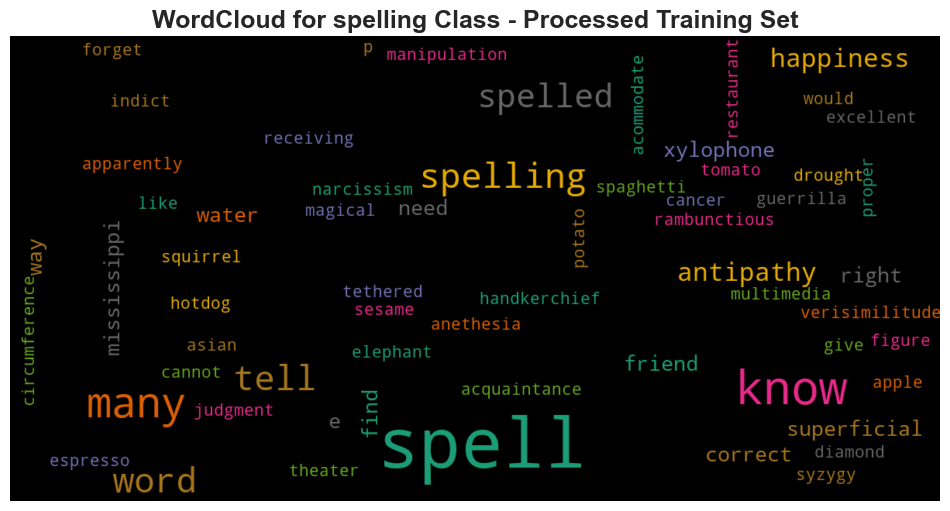 WordCloud for spelling Class - Processed Training Set
forget
p
manipulation
happiness
indict
spelled
acommodate
restaurant
would
excellent
receiving
xylophone
apparently
spelling
tomato
drought
proper
narcissism
spaghetti
like
magical
need
cancer
guerrilla
water
rambunctious
way
mississippi
squirrel
potato
antipathy
right
circumference
tethered
handkerchief
multimedia
hotdog
sesame
verisimilitude
anethesia
asian
elephant
give
figure
cannot
tell
friend
many
judgment
find
acquaintance
know
apple
e
spell
superficial
espresso
word
theater
correct
diamond
syzygy